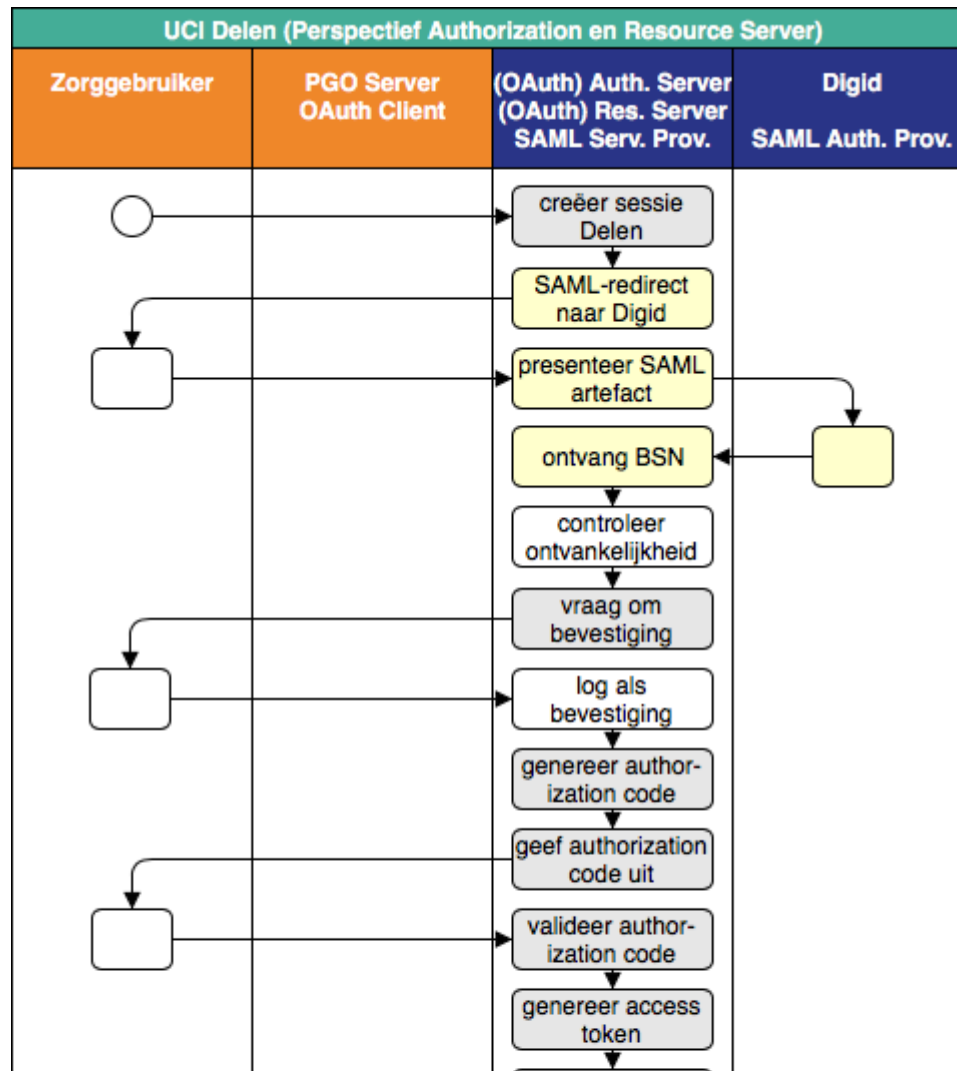 UCI Delen (Perspectief Authorization en Resource Server)
Zorggebruiker
PGO Server
OAuth Client
(OAuth) Auth. Server
(OAuth) Res. Server
SAML Serv. Prov.
Digid
SAML Auth. Prov.
creëer sessie
Delen
SAML-redirect
naar Digid
presenteer SAML
artefact
ontvang BSN
controleer
ontvankelijkheid
vraag om
bevestiging
log als
bevestiging
genereer author-
ization code
geef authorization
code uit
valideer author-
ization code
genereer access
token